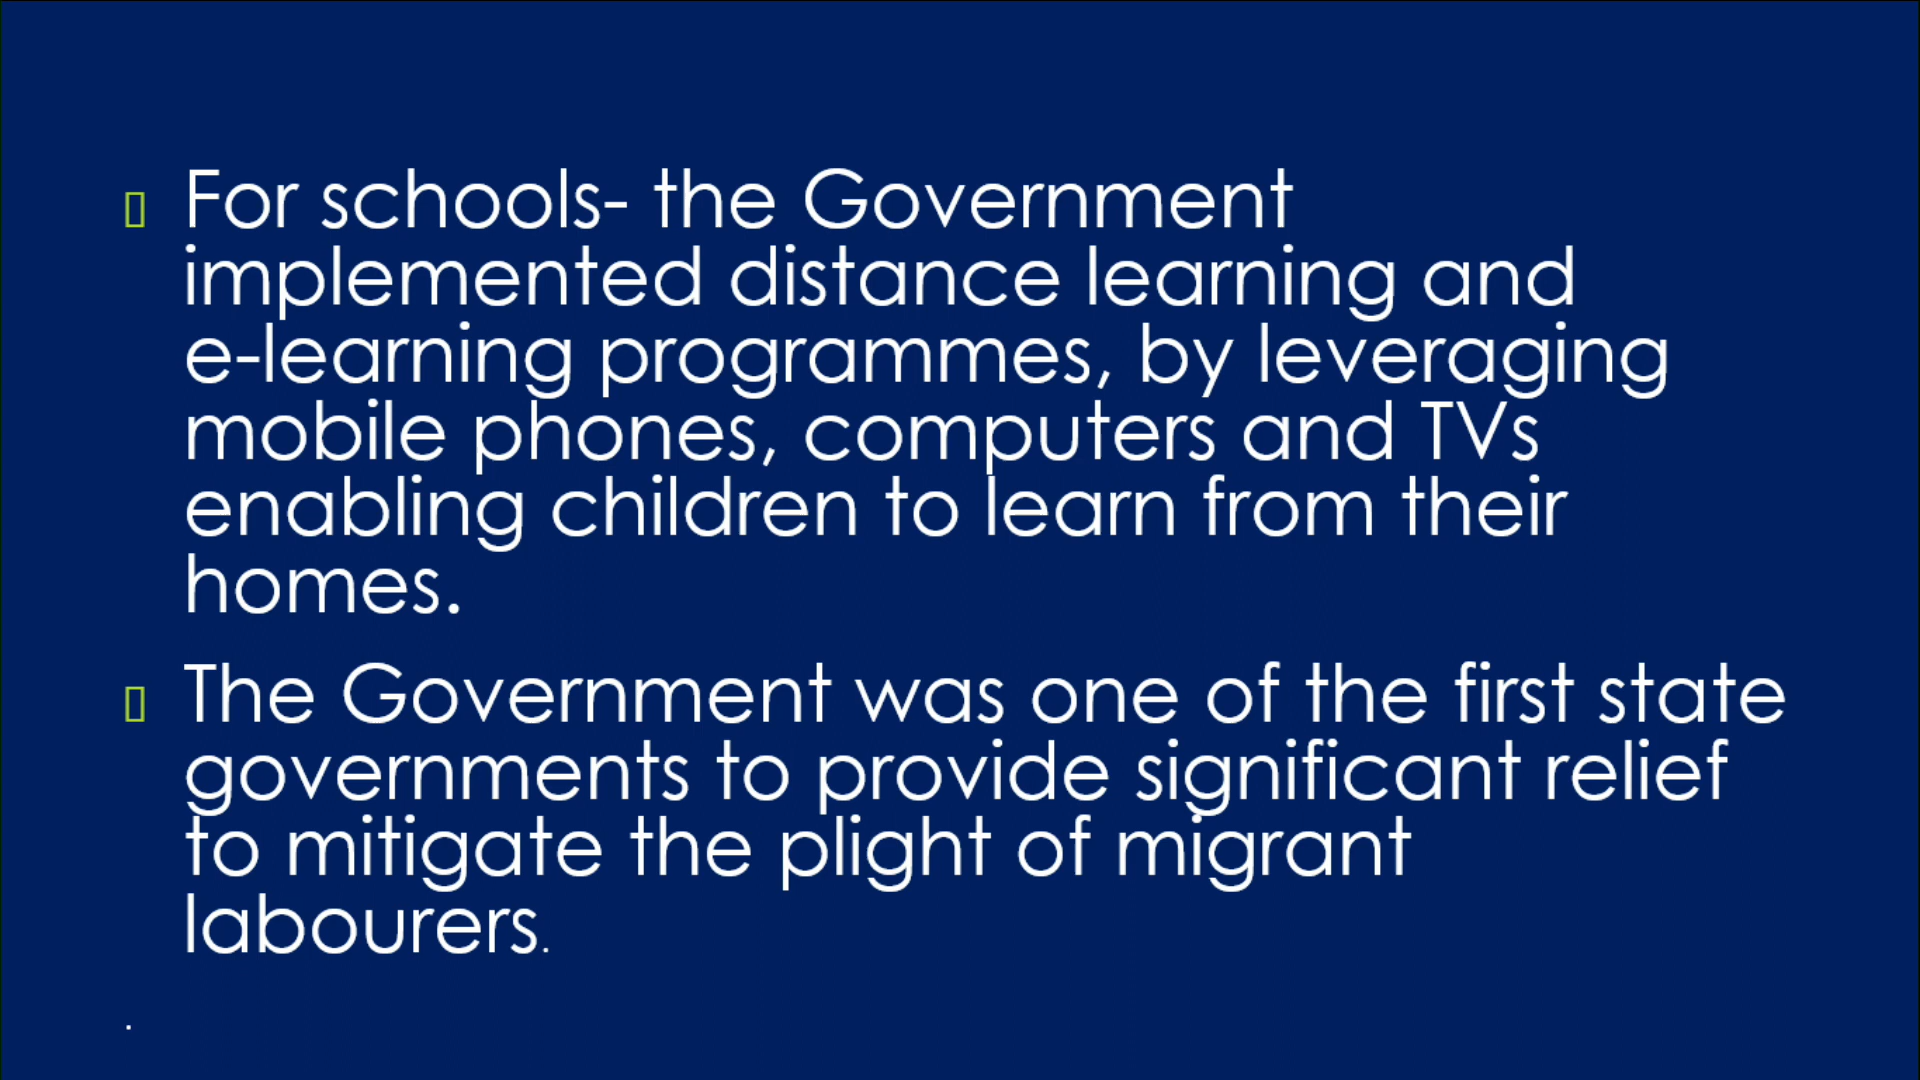 For schools- the Government
implemented distance learning and
e-learning programmes, by leveraging
mobile phones, computers and TVs
enabling children to learn from their
homes.
The Government was one of the first state
governments to provide significant relief
to mitigate the plight of migrant
labourers.
.